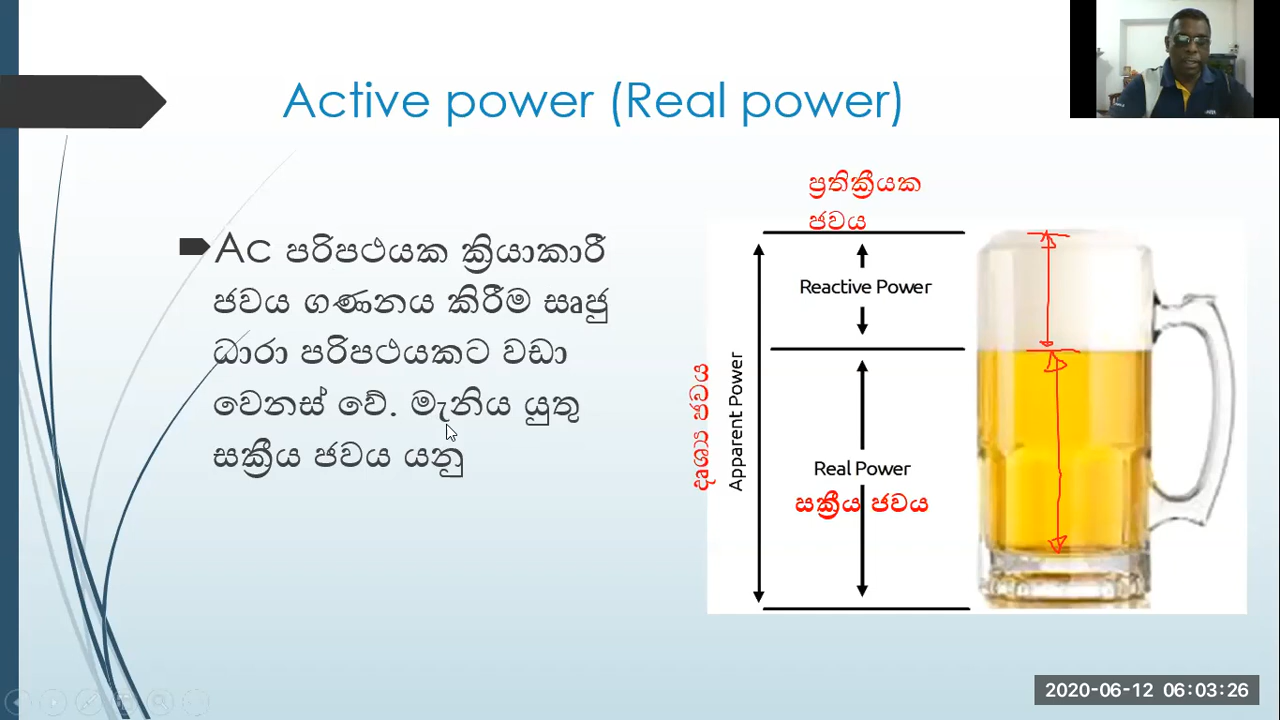 Active power (Real power)
Ac පරිපථයක ක්‍රියාකාරී
ජවය ගණනය කිරීම සෘජු
ධාරා පරිපථයකට වඩා
වෙනස් වේ. මැනිය යුතු
සක්‍රීය ජවය යනු
ප්‍රතික්‍රීයක
ජවය
Reactive Power
දෘශ්‍ය ජවය
Apparent Power
Real Power
සක්‍රීය ජවය
2020-06-12 06:03:26